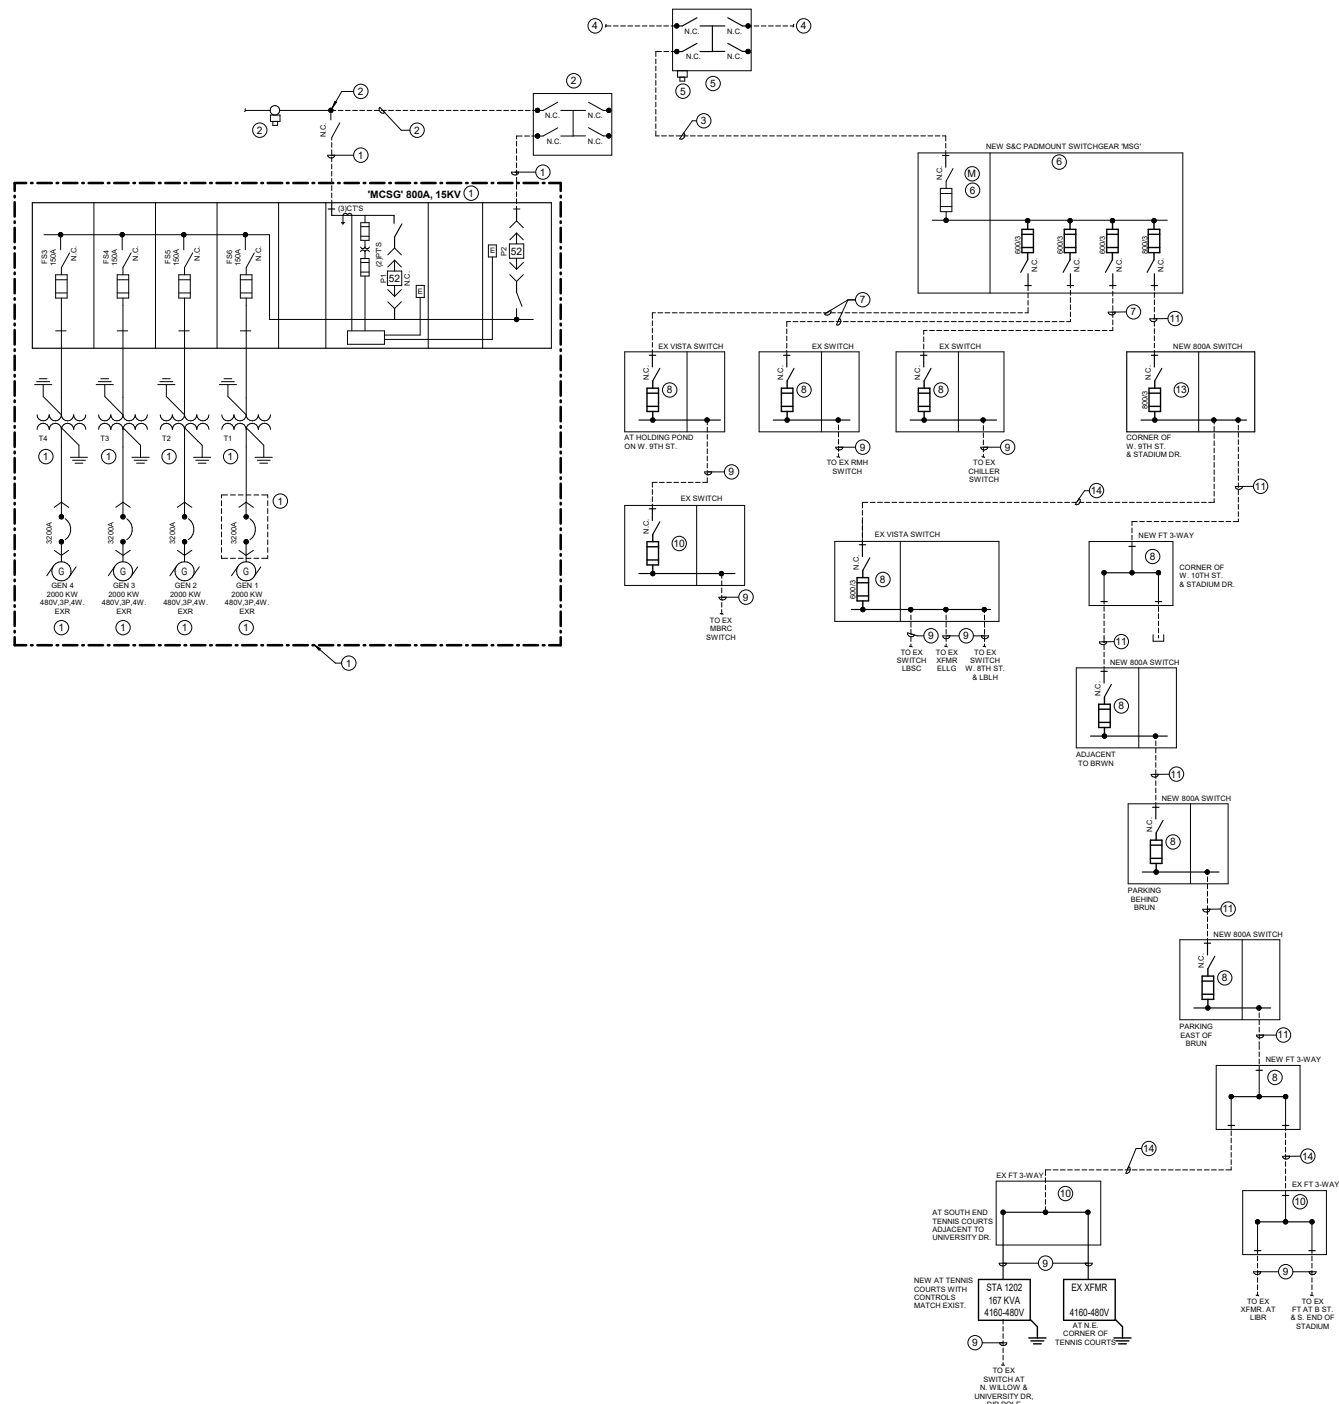 4
4
N.C.
N.C.
N.C.
N.C.
5
5
2
2
2
2
N.C.
N.C.
N.C.
N.C.
N.C.
3
1
1
'MCSG' 800A, 15KV
1
NEW S&C PADMOUNT SWITCHGEAR 'MSG'
6
N.C.
M
6
600/3
600/3
600/3
800/3
N.C.
N.C.
N.C.
N.C.
(3)CT'S
(2)PT'S
P1
52
N.C.
E
E
P2
52
FS3
150A
N.C.
FS4
150A
N.C.
FS5
150A
N.C.
FS6
150A
N.C.
7
7
11
EX VISTA SWITCH
N.C.
8
AT HOLDING POND
ON W. 9TH ST.
EX SWITCH
N.C.
8
EX SWITCH
N.C.
8
NEW 800A SWITCH
N.C.
800/3
13
CORNER OF
W. 9TH ST.
& STADIUM DR.
T4
T3
T2
T1
1
1
1
1
9
TO EX RMH
SWITCH
9
TO EX
CHILLER
SWITCH
9
14
11
3200A
3200A
3200A
3200A
1
G
G
G
G
GEN 4
2000 KW
480V,3P,4W.
EXR
GEN 3
2000 KW
480V,3P,4W.
EXR
GEN 2
2000 KW
480V,3P,4W.
EXR
GEN 1
2000 KW
480V,3P,4W.
EXR
1
1
1
1
1
EX SWITCH
N.C.
10
9
TO EX
MBRC
SWITCH
EX VISTA SWITCH
N.C.
600/3
8
9
9
TO EX
SWITCH
LBSC
TO EX
XFMR
ELLG
TO EX
SWITCH
W. 8TH ST.
& LBLH
NEW FT 3-WAY
8
CORNER OF
W. 10TH ST.
& STADIUM DR.
11
NEW 800A SWITCH
N.C.
8
ADJACENT
TO BRWN
11
NEW 800A SWITCH
N.C.
8
PARKING
BEHIND
BRUN
11
NEW 800A SWITCH
N.C.
8
PARKING
EAST OF
BRUN
11
NEW FT 3-WAY
8
14
14
EX FT 3-WAY
10
AT SOUTH END
TENNIS COURTS
ADJACENT TO
UNIVERSITY DR.
EX FT 3-WAY
10
9
9
NEW AT TENNIS
COURTS WITH
CONTROLS
MATCH EXIST.
STA 1202
167 KVA
4160-480V
EX XFMR
4160-480V
AT N.E.
CORNER OF
TENNIS COURTS
TO EX
XFMR. AT
LIBR
TO EX
FT AT B ST.
& S. END OF
STADIUM
9
TO EX
SWITCH AT
N. WILLOW &
UNIVERSITY DR,